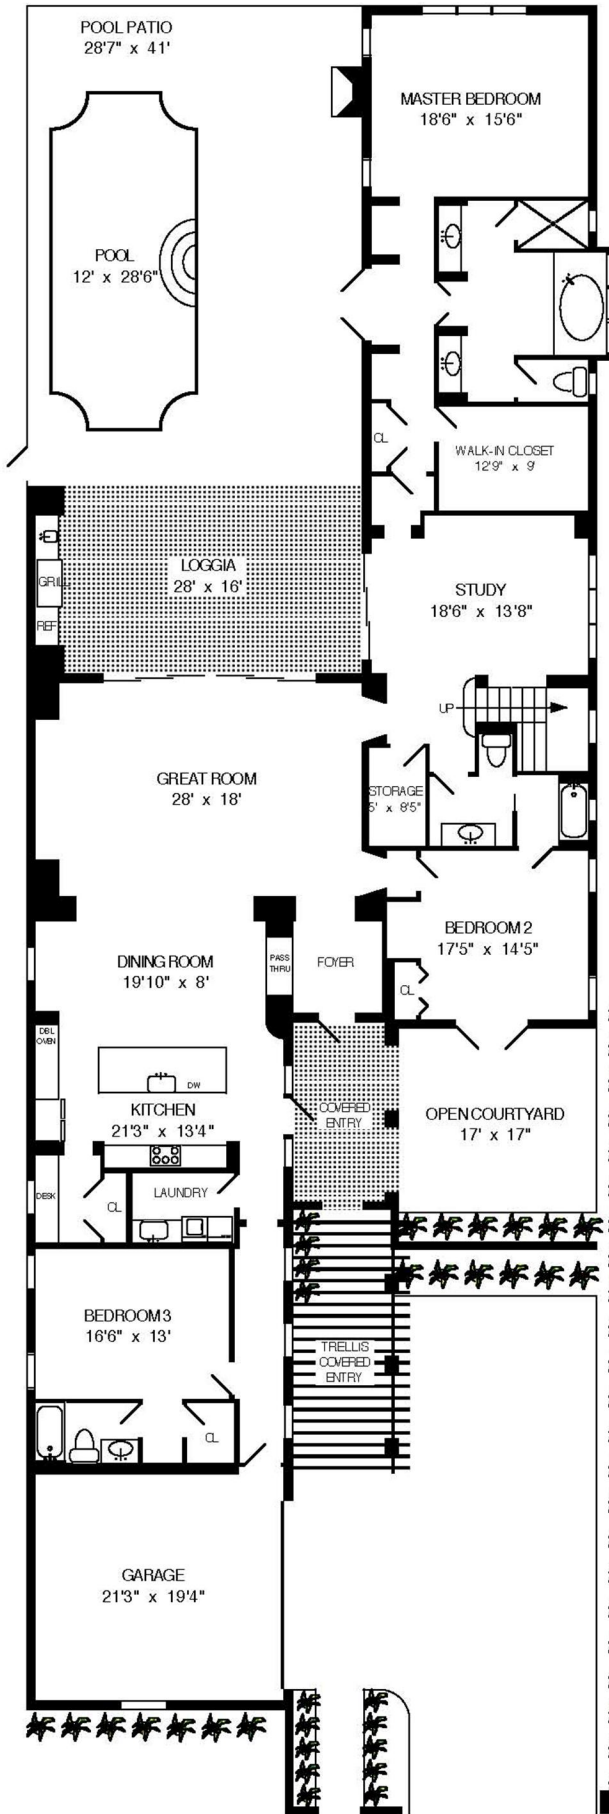 POOL PATIO
28'7" x 41'
MASTER BEDROOM
18'6" x 15'6"
POOL
12' x 28'6"
CL
WALK-IN CLOSET
12'9" x 9'
LOGGIA
28' x 16'
GRILL
REF
STUDY
18'6" x 13'8"
UP
GREAT ROOM
28' x 18'
STORAGE
5' x 8'5"
BEDROOM 2
17'5" x 14'5"
CL
DINING ROOM
19'10" x 8'
PASS
THRU
FOYER
DBL
OVEN
DW
KITCHEN
21'3" x 13'4"
COVERED
ENTRY
OPEN COURTYARD
17' x 17"
DESK
CL
LAUNDRY
BEDROOM 3
16'6" x 13'
TRELLIS
COVERED
ENTRY
CL
GARAGE
21'3" x 19'4"